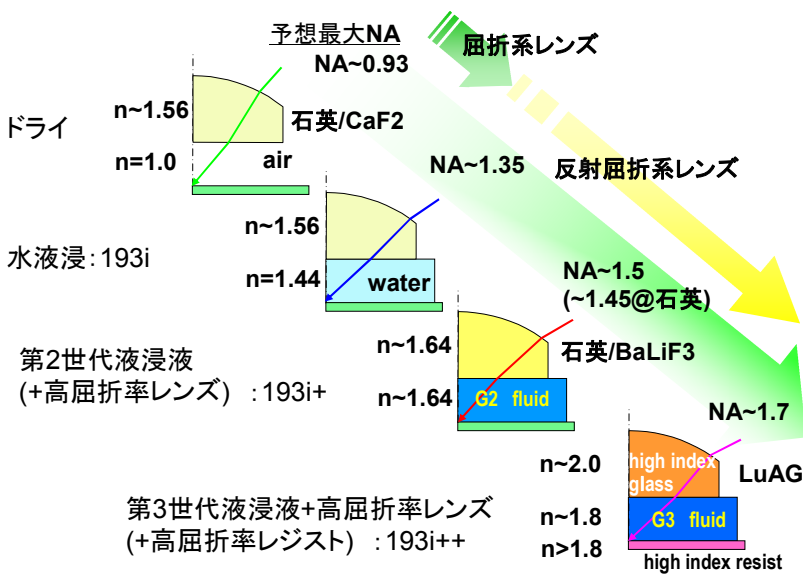 予想最大NA
NA~0.93
屈折系レンズ
ドライ
n~1.56
石英/CaF2
n=1.0
air
NA~1.35
反射屈折系レンズ
n~1.56
水液浸：193i
n=1.44
water
NA~1.5
(~1.45@石英)
第2世代液浸液
(+高屈折率レンズ) ：193i+
n~1.64
石英/BaLiF3
n~1.64
G2 fluid
NA~1.7
n~2.0
high index
glass
LuAG
第3世代液浸液+高屈折率レンズ
(+高屈折率レジスト) ：193i++
n~1.8
G3 fluid
n>1.8
high index resist